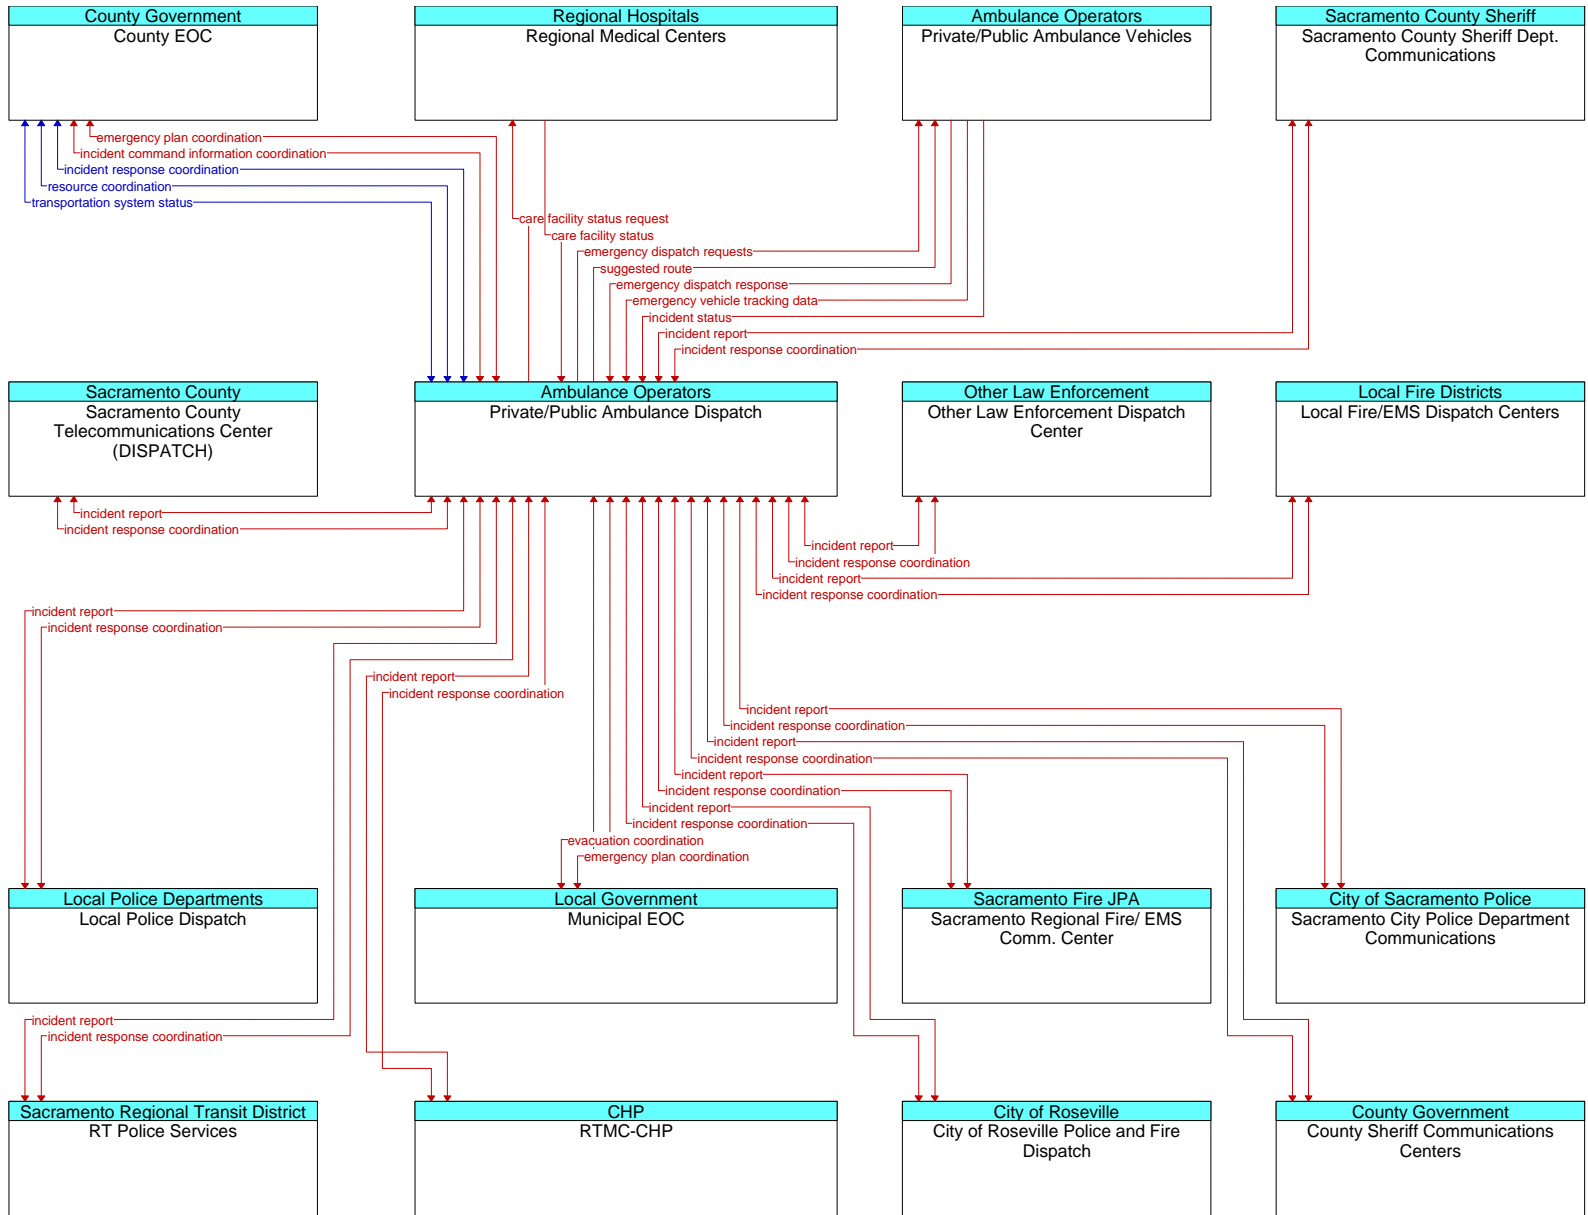 County Government
County EOC
Regional Hospitals
Regional Medical Centers
Ambulance Operators
Private/Public Ambulance Vehicles
Sacramento County Sheriff
Sacramento County Sheriff Dept.
Communications
emergency plan coordination
incident command information coordination
incident response coordination
resource coordination
transportation system status
care facility status request
care facility status
emergency dispatch requests
suggested route
emergency dispatch response
emergency vehicle tracking data
incident status
incident report
incident response coordination
Sacramento County
Sacramento County
Telecommunications Center
(DISPATCH)
Ambulance Operators
Private/Public Ambulance Dispatch
Other Law Enforcement
Other Law Enforcement Dispatch
Center
Local Fire Districts
Local Fire/EMS Dispatch Centers
incident report
incident response coordination
incident report
incident response coordination
incident report
incident response coordination
incident report
incident response coordination
incident report
incident response coordination
incident report
incident response coordination
incident report
incident response coordination
incident report
incident response coordination
incident report
incident response coordination
evacuation coordination
emergency plan coordination
Local Police Departments
Local Police Dispatch
Local Government
Municipal EOC
Sacramento Fire JPA
Sacramento Regional Fire/ EMS
Comm. Center
City of Sacramento Police
Sacramento City Police Department
Communications
incident report
incident response coordination
Sacramento Regional Transit District
RT Police Services
CHP
RTMC-CHP
City of Roseville
City of Roseville Police and Fire
Dispatch
County Government
County Sheriff Communications
Centers